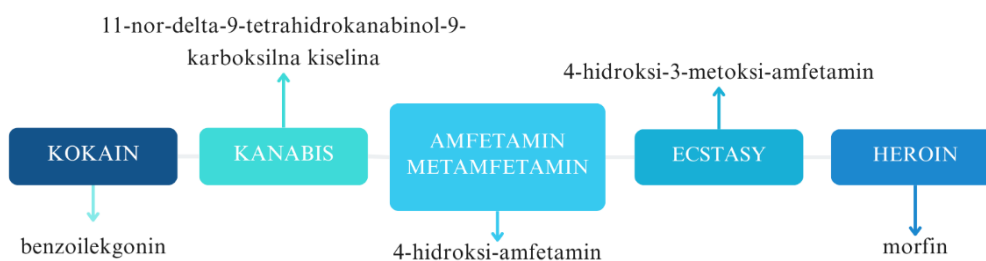 11-nor-delta-9-tetrahidrokanabinol-9-
karboksilna kiselina
4-hidroksi-3-metoksi-amfetamin
KOKAIN
KANABIS
AMFETAMIN
METAMFETAMIN
ECSTASY
HEROIN
benzoilekgonin
4-hidroksi-amfetamin
morfin